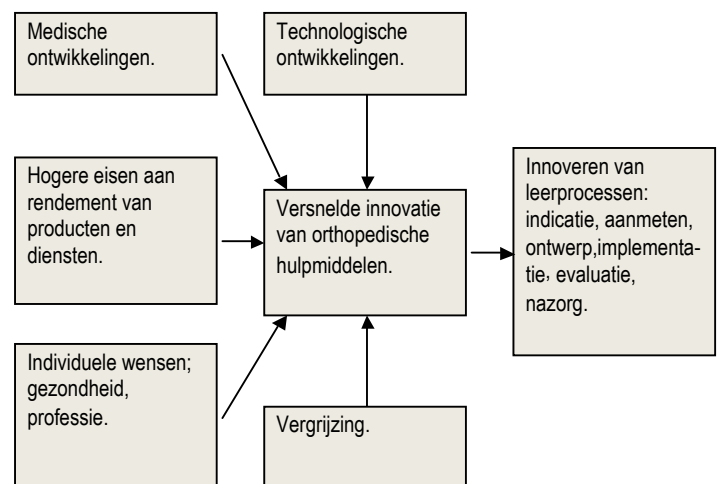 Medische
ontwikkelingen.
Technologische
ontwikkelingen.
Hogere eisen aan
rendement van
producten en
diensten.
Versnelde innovatie
van orthopedische
hulpmiddelen.
Innoveren van
leerprocessen:
indicatie, aanmeten,
ontwerp,implementa-
tie, evaluatie,
nazorg.
Individuele wensen;
gezondheid,
professie.
Vergrijzing.